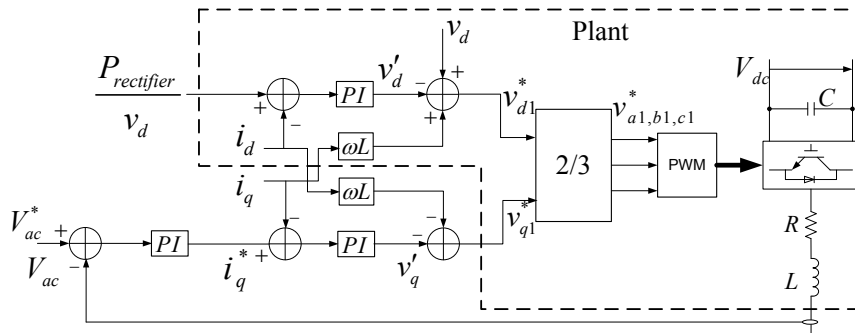 v_d
Plant
P_rectifier
v_d
PI
v'_d
v*_d1
v*_a1,b1,c1
V_dc
C
i_d
i_q
ωL
ωL
2/3
PWM
V*_ac
V_ac
PI
i_q*
PI
v'_q
v*_q1
R
L
+
−
−
+
+
−
+
−
−
−
+
−